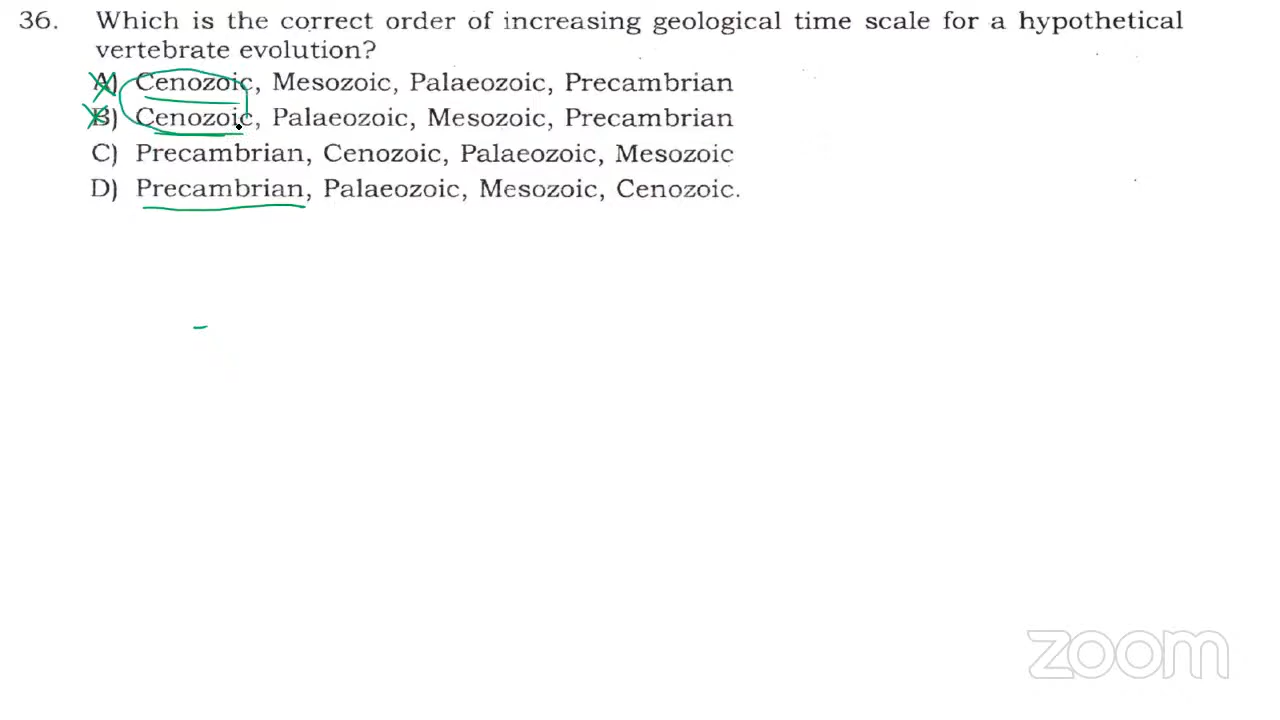 36. Which is the correct order of increasing geological time scale for a hypothetical
vertebrate evolution?
A) Cenozoic, Mesozoic, Palaeozoic, Precambrian
B) Cenozoic, Palaeozoic, Mesozoic, Precambrian
C) Precambrian, Cenozoic, Palaeozoic, Mesozoic
D) Precambrian, Palaeozoic, Mesozoic, Cenozoic.
zoom